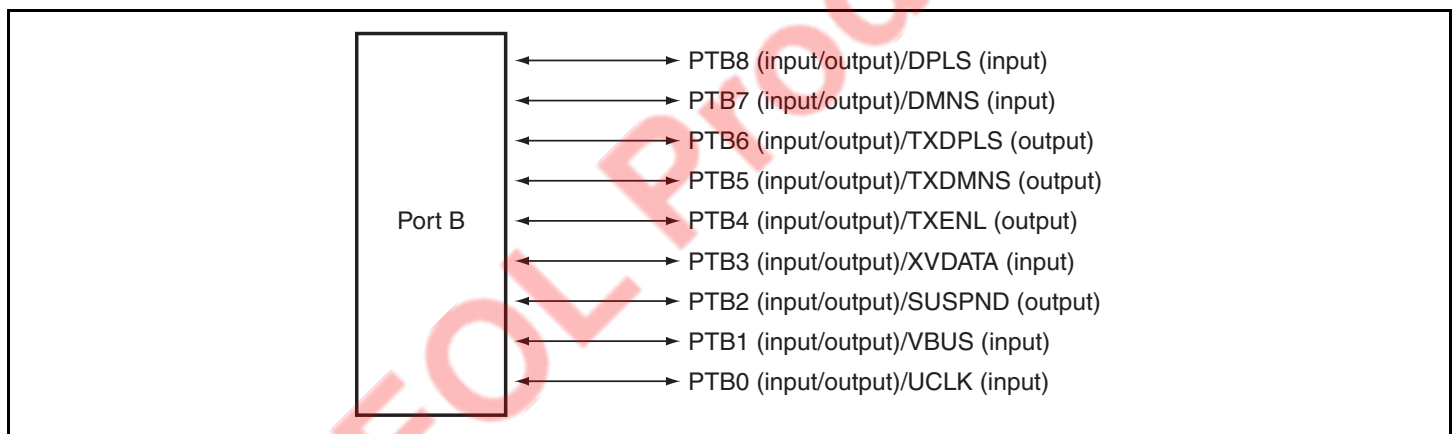 PTB8 (input/output)/DPLS (input)
PTB7 (input/output)/DMNS (input)
PTB6 (input/output)/TXDPLS (output)
PTB5 (input/output)/TXDMNS (output)
Port B
PTB4 (input/output)/TXENL (output)
PTB3 (input/output)/XVDATA (input)
PTB2 (input/output)/SUSPND (output)
PTB1 (input/output)/VBUS (input)
PTB0 (input/output)/UCLK (input)
EOL Prod